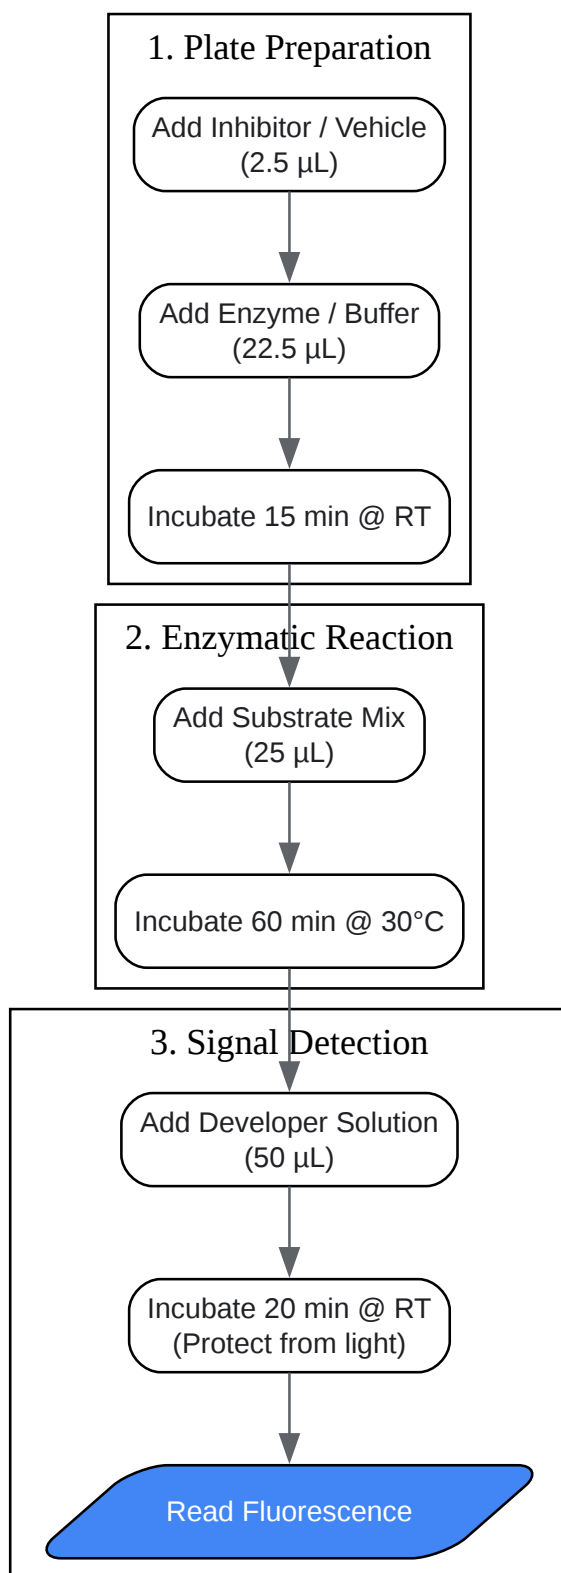 1. Plate Preparation
Add Inhibitor / Vehicle
(2.5 µL)
Add Enzyme / Buffer
(22.5 µL)
Incubate 15 min @ RT
2. Enzymatic Reaction
Add Substrate Mix
(25 µL)
Incubate 60 min @ 30°C
3. Signal Detection
Add Developer Solution
(50 µL)
Incubate 20 min @ RT
(Protect from light)
Read Fluorescence